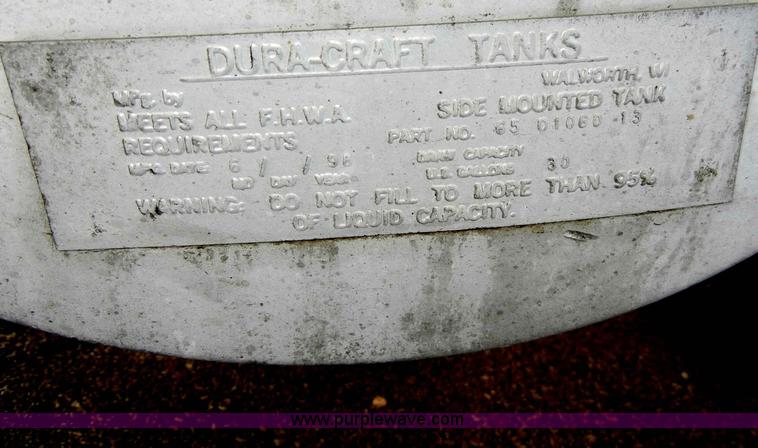 DURA-CRAFT TANKS
WALWORTH, WI
Mfg. by
MEETS ALL F.H.W.A. SIDE MOUNTED TANK
REQUIREMENTS PART NO. 65 01060 13
MFG. DATE 6 / / 98 CAPACITY
MO DAY YEAR U.S. GALLONS 30
WARNING: DO NOT FILL TO MORE THAN 95%
OF LIQUID CAPACITY.
www.purplewave.com